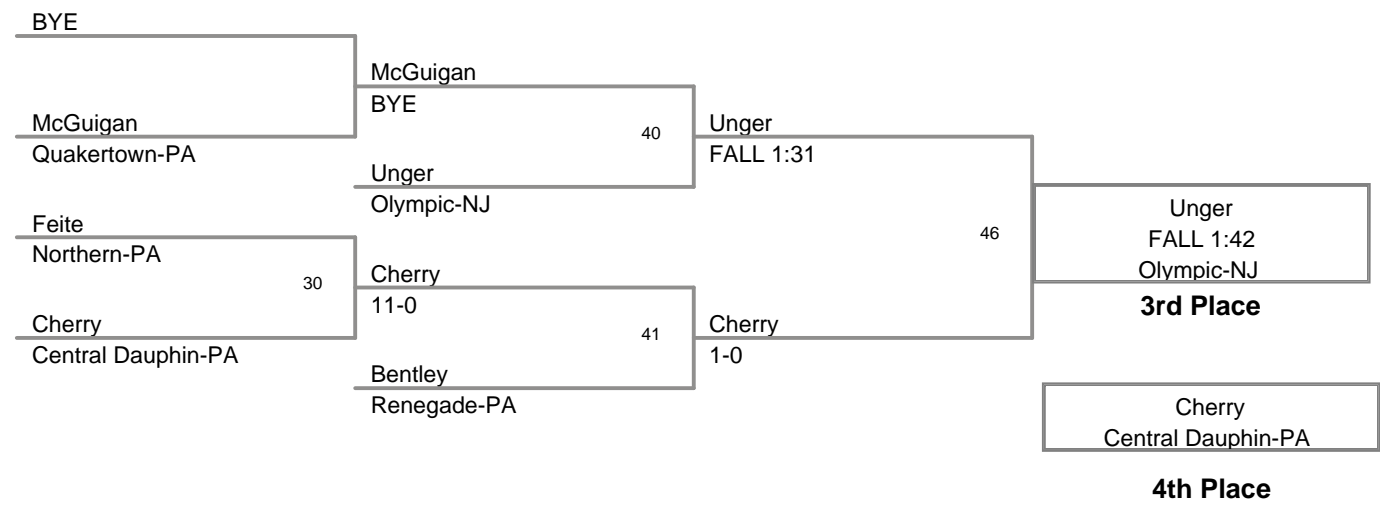 BYE
McGuigan
BYE
McGuigan
Quakertown-PA
40
Unger
FALL 1:31
Unger
Olympic-NJ
Feite
Northern-PA
46
Unger
FALL 1:42
Olympic-NJ
3rd Place
30
Cherry
11-0
Cherry
Central Dauphin-PA
41
Cherry
1-0
Bentley
Renegade-PA
Cherry
Central Dauphin-PA
4th Place